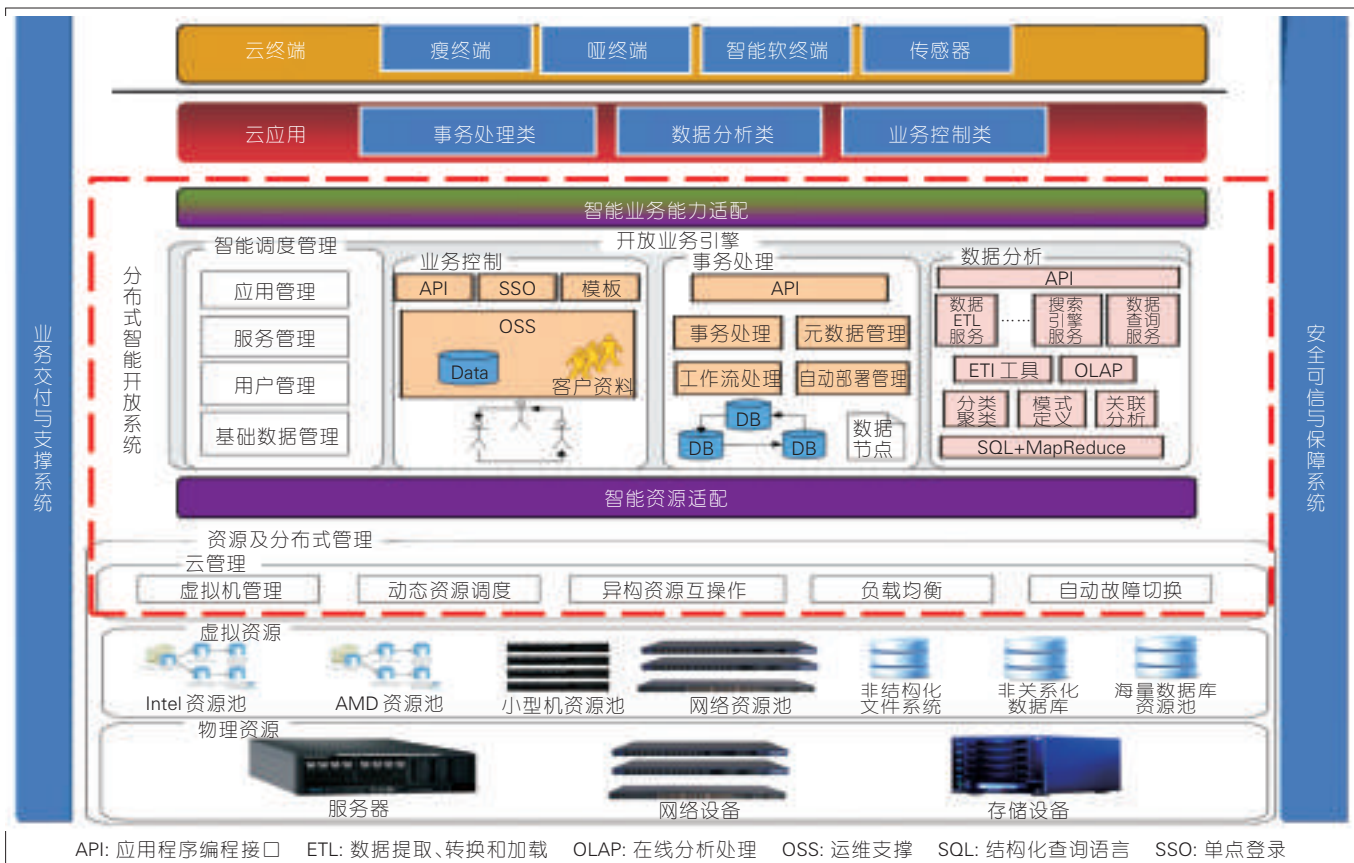 云终端
瘦终端
哑终端
智能软终端
传感器
云应用
事务处理类
数据分析类
业务控制类
业务交付与支撑系统
安全可信与保障系统
分布式智能开放系统
智能业务能力适配
开放业务引擎
智能调度管理
应用管理
服务管理
用户管理
基础数据管理
业务控制
API
SSO
模板
OSS
Data
客户资料
事务处理
API
事务处理
元数据管理
工作流处理
自动部署管理
DB
DB
DB
数据
节点
数据分析
API
数据
ETL
服务
……
搜索
引擎
服务
数据
查询
服务
ETI 工具
OLAP
分类
聚类
模式
定义
关联
分析
SQL+MapReduce
智能资源适配
资源及分布式管理
云管理
虚拟机管理
动态资源调度
异构资源互操作
负载均衡
自动故障切换
虚拟资源
Intel 资源池
AMD 资源池
小型机资源池
网络资源池
非结构化
文件系统
非关系化
数据库
海量数据库
资源池
物理资源
服务器
网络设备
存储设备
API: 应用程序编程接口 ETL: 数据提取、转换和加载 OLAP: 在线分析处理 OSS: 运维支撑 SQL: 结构化查询语言 SSO: 单点登录